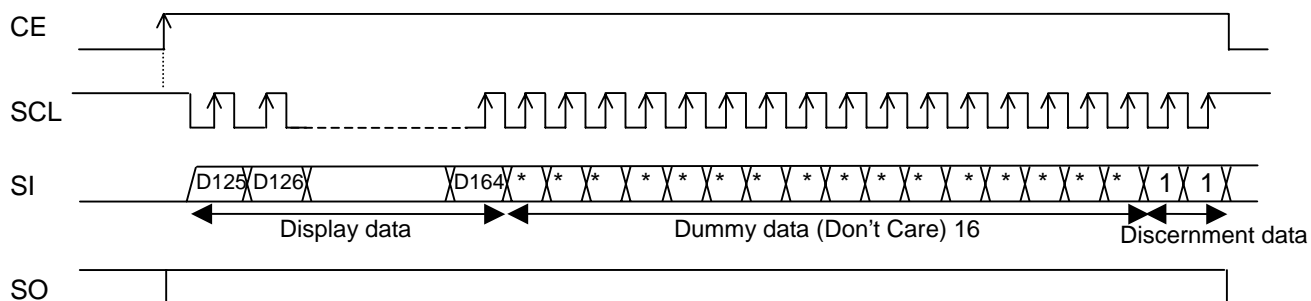 CE
SCL
SI D125 D126 D164 * * * * * * * * * * * * * * * * 1 1
Display data Dummy data (Don't Care) 16 Discernment data
SO